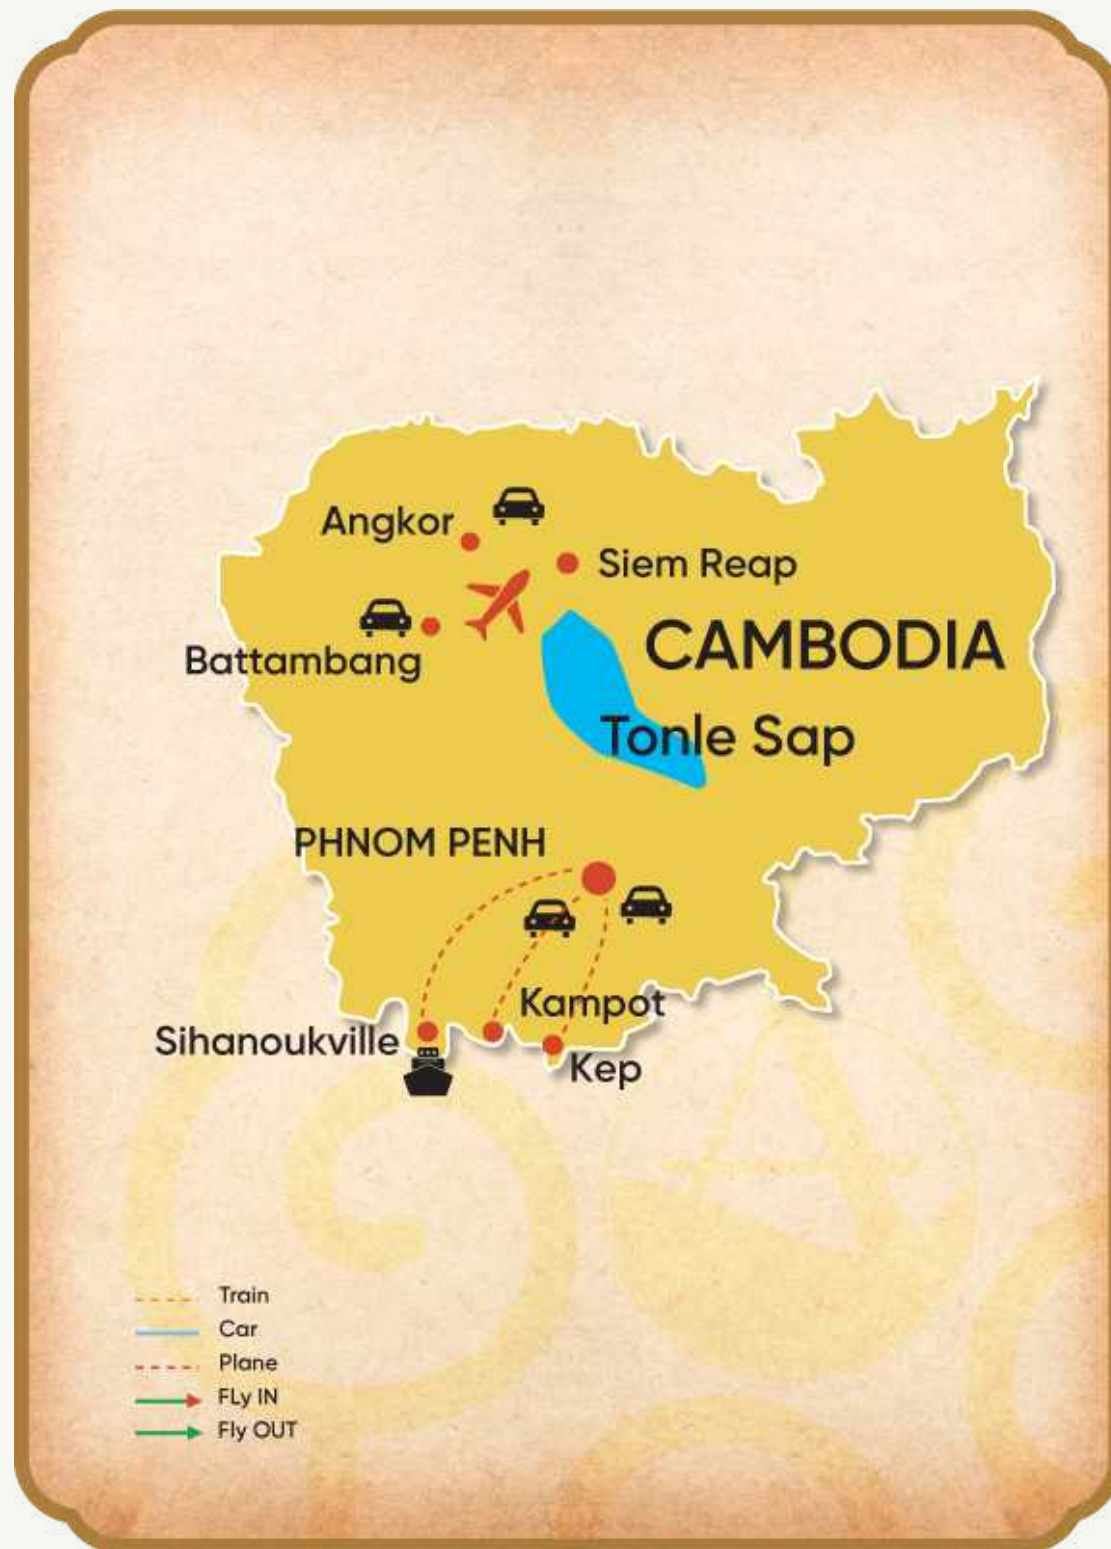 Angkor
Siem Reap
CAMBODIA
Battambang
Tonle Sap
PHNOM PENH
Kampot
Sihanoukville
Kep
Train
Car
Plane
FLy IN
Fly OUT